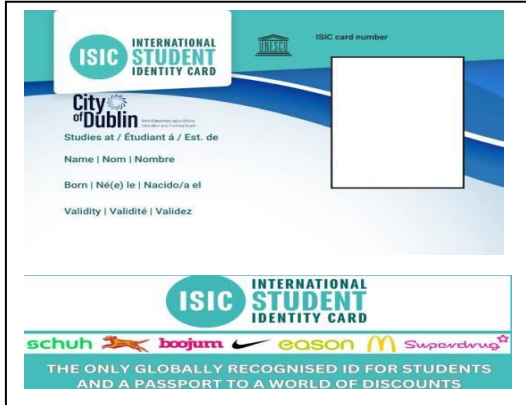 ISIC
INTERNATIONAL
STUDENT
IDENTITY CARD
UNESCO
ISIC card number
City
of Dublin
Studies at / Étudiant á / Est. de
Name | Nom | Nombre
Born | Né(e) le | Nacido/a el
Validity | Validité | Validez
ISIC
INTERNATIONAL
STUDENT
IDENTITY CARD
schuh boojum eason Superdrug
THE ONLY GLOBALLY RECOGNISED ID FOR STUDENTS
AND A PASSPORT TO A WORLD OF DISCOUNTS